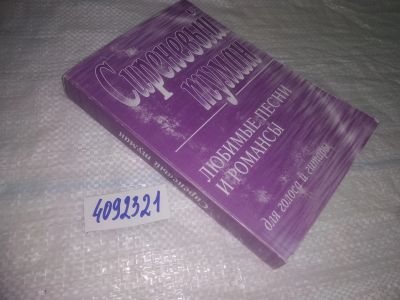 Сиреневый
туман
ЛЮБИМЫЕ ПЕСНИ
И РОМАНСЫ
для голоса и гитары
Сиреневый туман
4092321